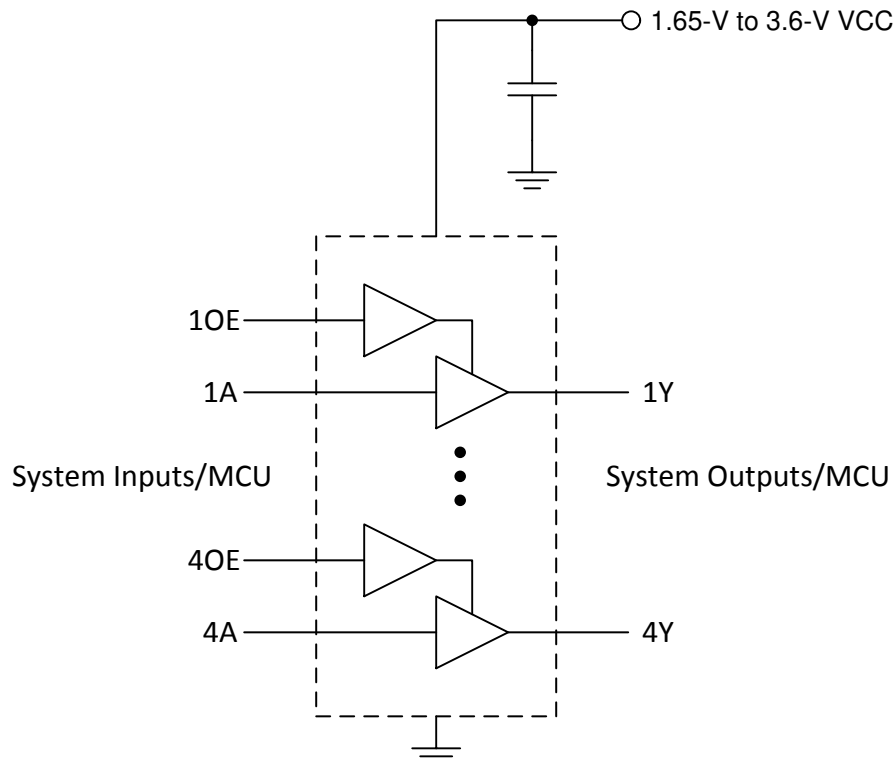 1.65-V to 3.6-V VCC
1OE
1A
1Y
System Inputs/MCU
System Outputs/MCU
4OE
4A
4Y